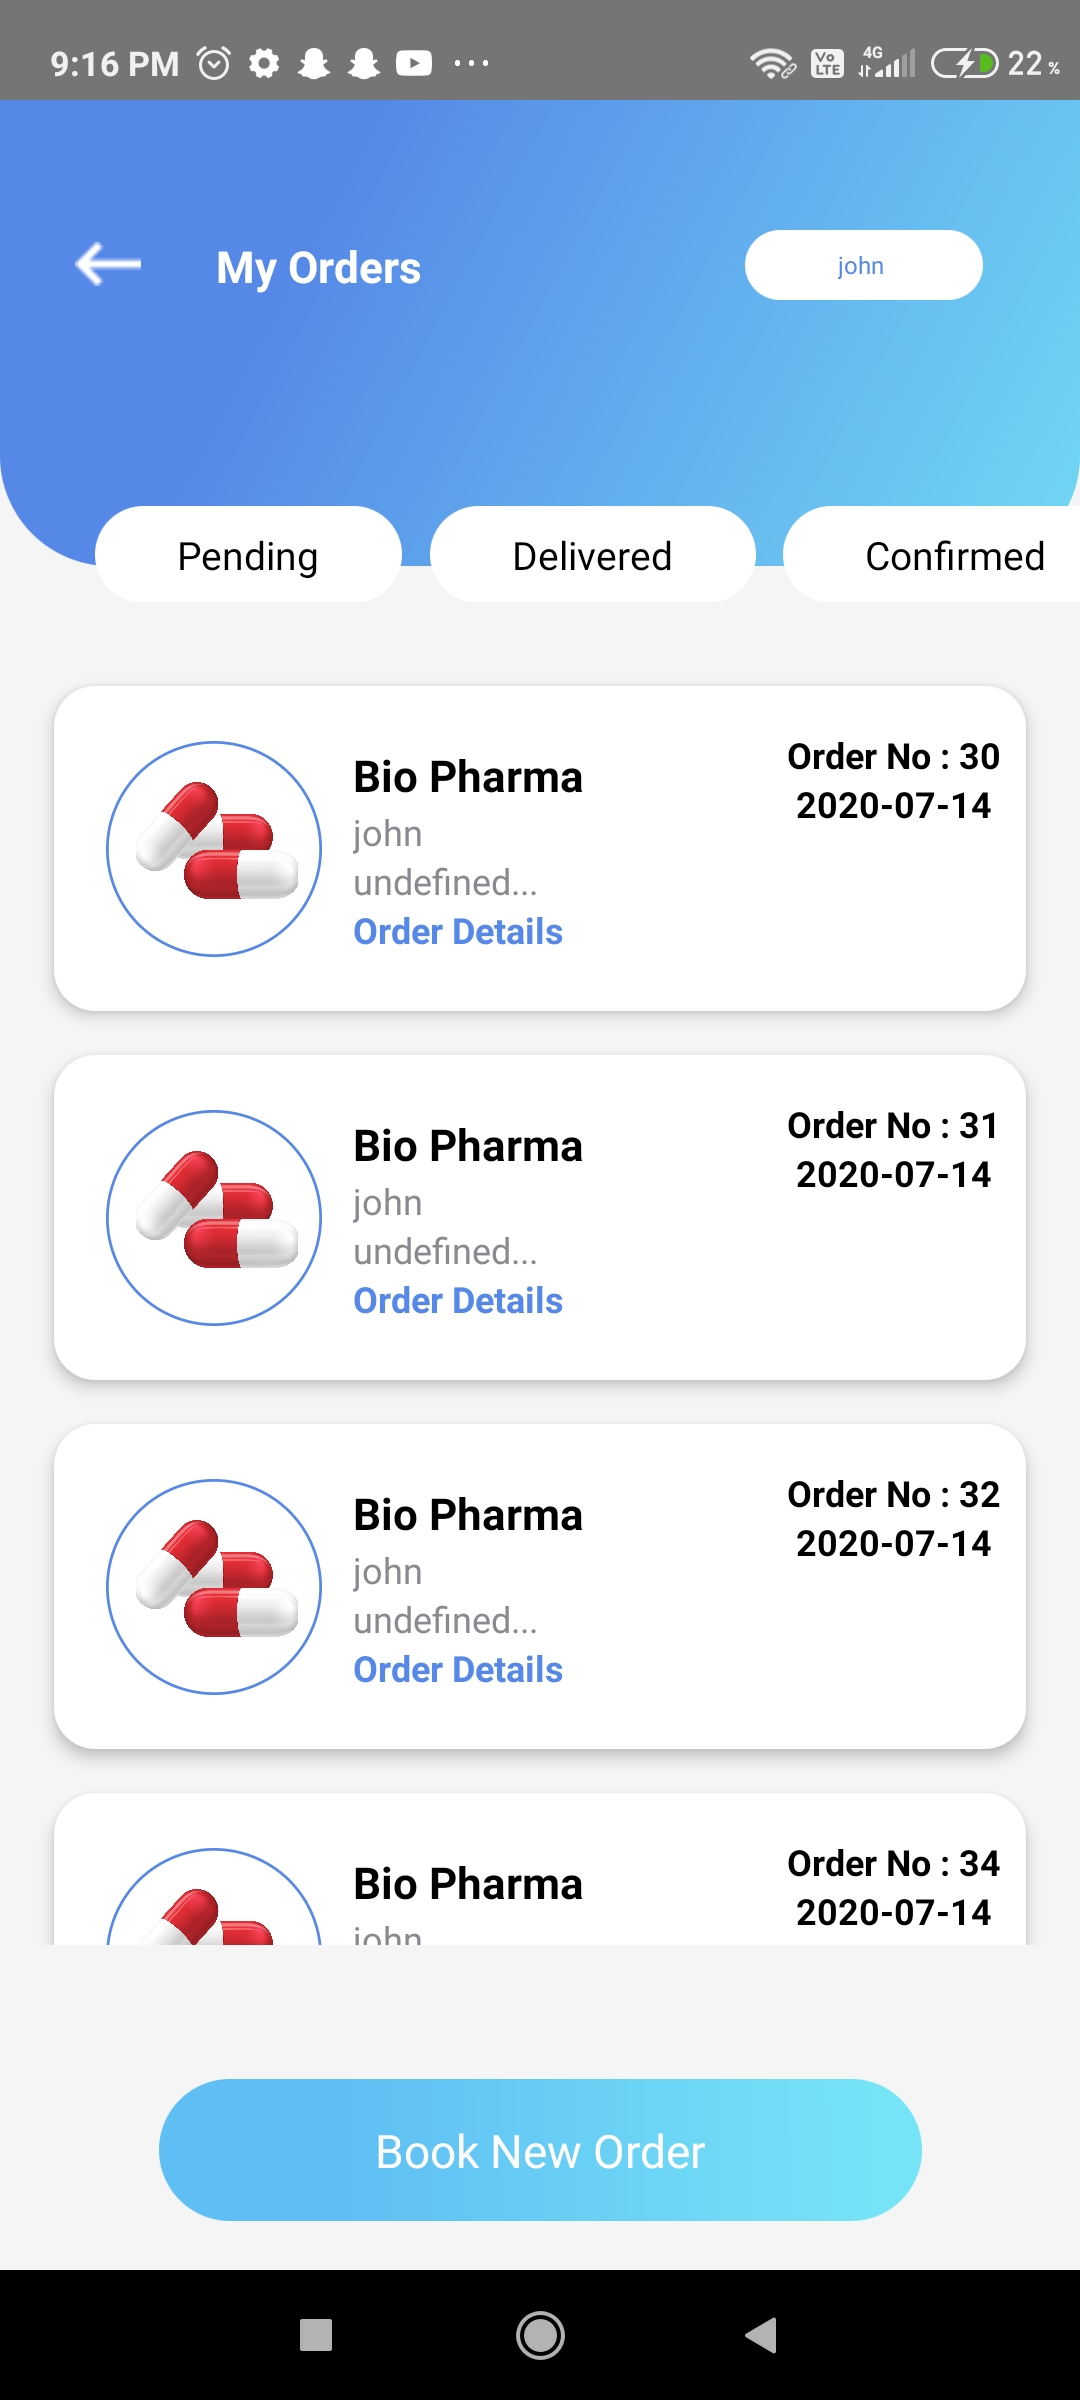 9:16 PM
Vo LTE
4G
22 %
My Orders
john
Pending
Delivered
Confirmed
Bio Pharma
john
undefined...
Order Details
Order No : 30
2020-07-14
Bio Pharma
john
undefined...
Order Details
Order No : 31
2020-07-14
Bio Pharma
john
undefined...
Order Details
Order No : 32
2020-07-14
Bio Pharma
john
Order No : 34
2020-07-14
Book New Order